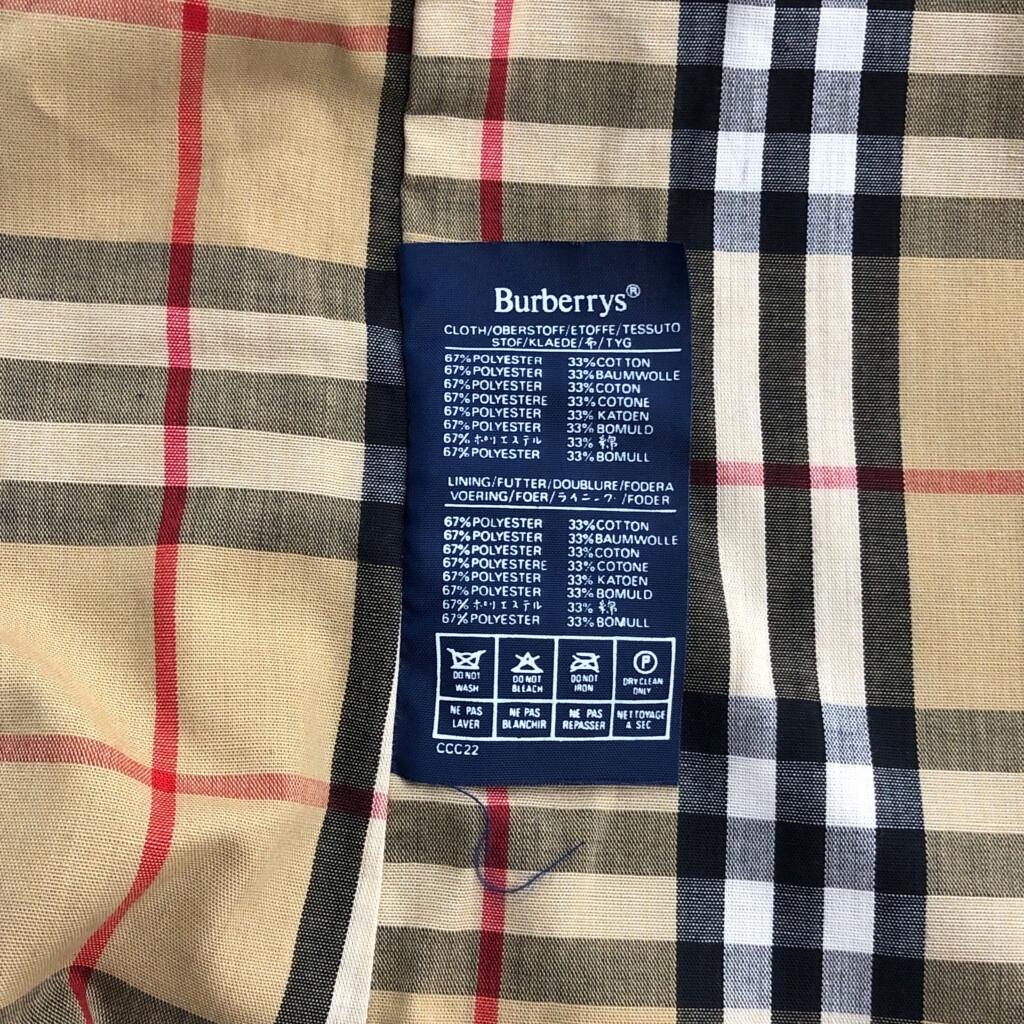 Burberrys®
CLOTH/OBERSTOFF/ETOFFE/TESSUTO
STOF/KLAEDE/布/TYG
67%POLYESTER 33%COTTON
67%POLYESTER 33%BAUMWOLLE
67%POLYESTER 33%COTON
67%POLYESTERE 33%COTONE
67%POLYESTER 33% KATOEN
67%POLYESTER 33%BOMULD
67%ポリエステル 33% 綿
67%POLYESTER 33%BOMULL
LINING/FUTTER/DOUBLURE/FODERA
VOERING/FOER/ライニング/FODER
67%POLYESTER 33%COTTON
67%POLYESTER 33%BAUMWOLLE
67%POLYESTER 33%COTON
67%POLYESTERE 33%COTONE
67%POLYESTER 33% KATOEN
67%POLYESTER 33%BOMULD
67%ポリエステル 33% 綿
67%POLYESTER 33%BOMULL
DO NOT WASH
DO NOT BLEACH
DO NOT IRON
P
DRY CLEAN ONLY
NE PAS LAVER
NE PAS BLANCHIR
NE PAS REPASSER
NETTOYAGE A SEC
CCC22